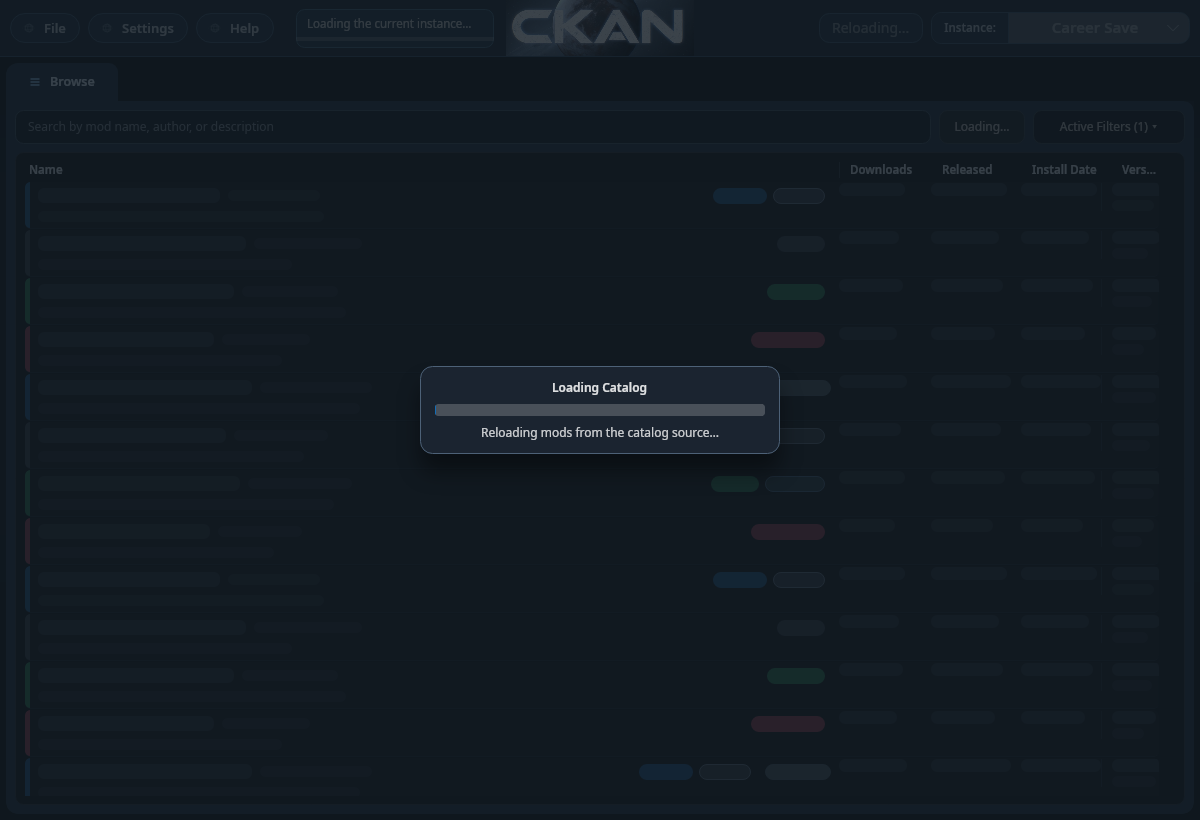 File
Settings
Help
Loading the current instance...
CKAN
Reloading...
Instance:
Career Save
Browse
Search by mod name, author, or description
Loading...
Active Filters (1)
Name
Downloads
Released
Install Date
Vers...
Loading Catalog
Reloading mods from the catalog source...